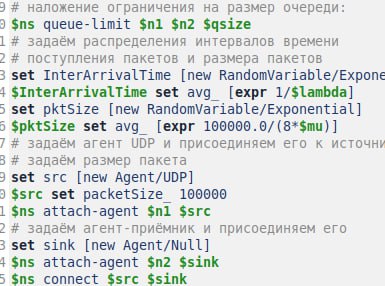 9 # наложение ограничения на размер очереди:
0 $ns queue-limit $n1 $n2 $qsize
1 # задаём распределения интервалов времени
2 # поступления пакетов и размера пакетов
3 set InterArrivalTime [new RandomVariable/Expone
4 $InterArrivalTime set avg_ [expr 1/$lambda]
5 set pktSize [new RandomVariable/Exponential]
6 $pktSize set avg_ [expr 100000.0/(8*$mu)]
7 # задаём агент UDP и присоединяем его к источни
8 # задаём размер пакета
9 set src [new Agent/UDP]
0 $src set packetSize_ 100000
1 $ns attach-agent $n1 $src
2 # задаём агент-приёмник и присоединяем его
3 set sink [new Agent/Null]
4 $ns attach-agent $n2 $sink
5 $ns connect $src $sink